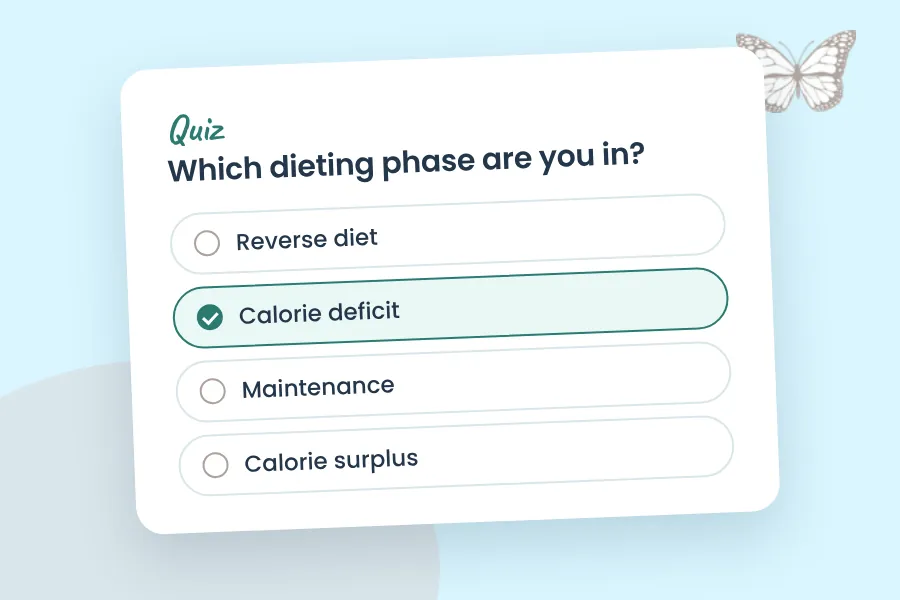 Quiz
Which dieting phase are you in?
Reverse diet
Calorie deficit
Maintenance
Calorie surplus